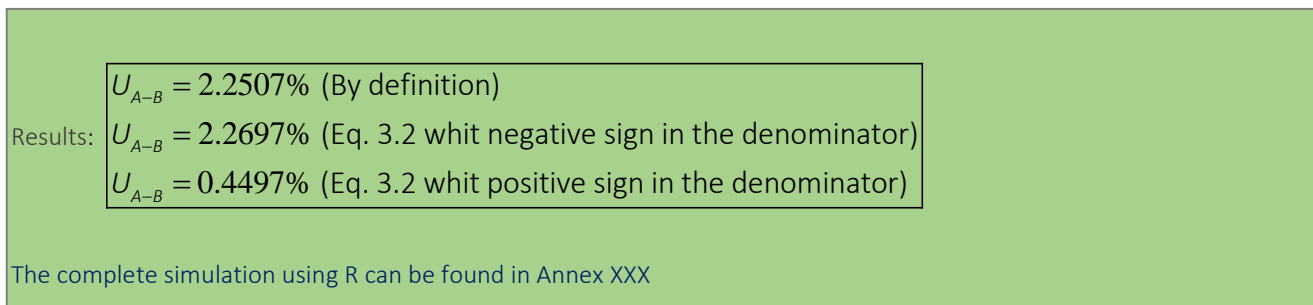 U_{A-B} = 2.2507% (By definition)
Results: U_{A-B} = 2.2697% (Eq. 3.2 whit negative sign in the denominator)
U_{A-B} = 0.4497% (Eq. 3.2 whit positive sign in the denominator)
The complete simulation using R can be found in Annex XXX